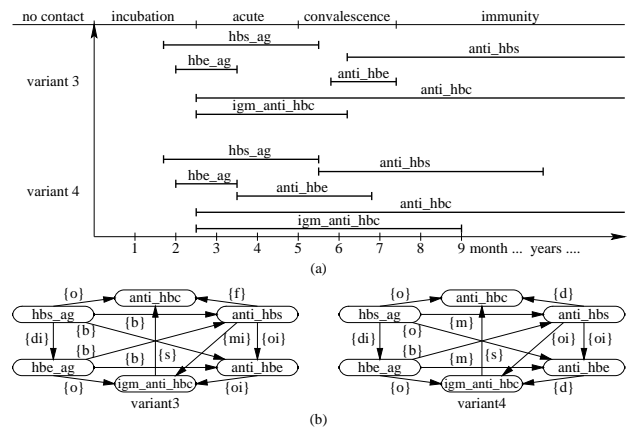 no contact incubation acute convalescence immunity
hbs_ag
anti_hbs
hbe_ag
anti_hbe
variant 3
anti_hbc
igm_anti_hbc
hbs_ag
anti_hbs
hbe_ag
anti_hbe
variant 4
anti_hbc
igm_anti_hbc
1 2 3 4 5 6 7 8 9 month ... years ....
(a)
{o} anti_hbc {f} {o} anti_hbc {d}
hbs_ag {b} anti_hbs hbs_ag {m} anti_hbs
{di} {b} {mi} {oi} {di} {o} {oi} {oi}
{b} {b} {s} {b} {m} {s}
hbe_ag anti_hbe hbe_ag anti_hbe
{o} igm_anti_hbc {oi} {o} igm_anti_hbc {d}
variant3 variant4
(b)